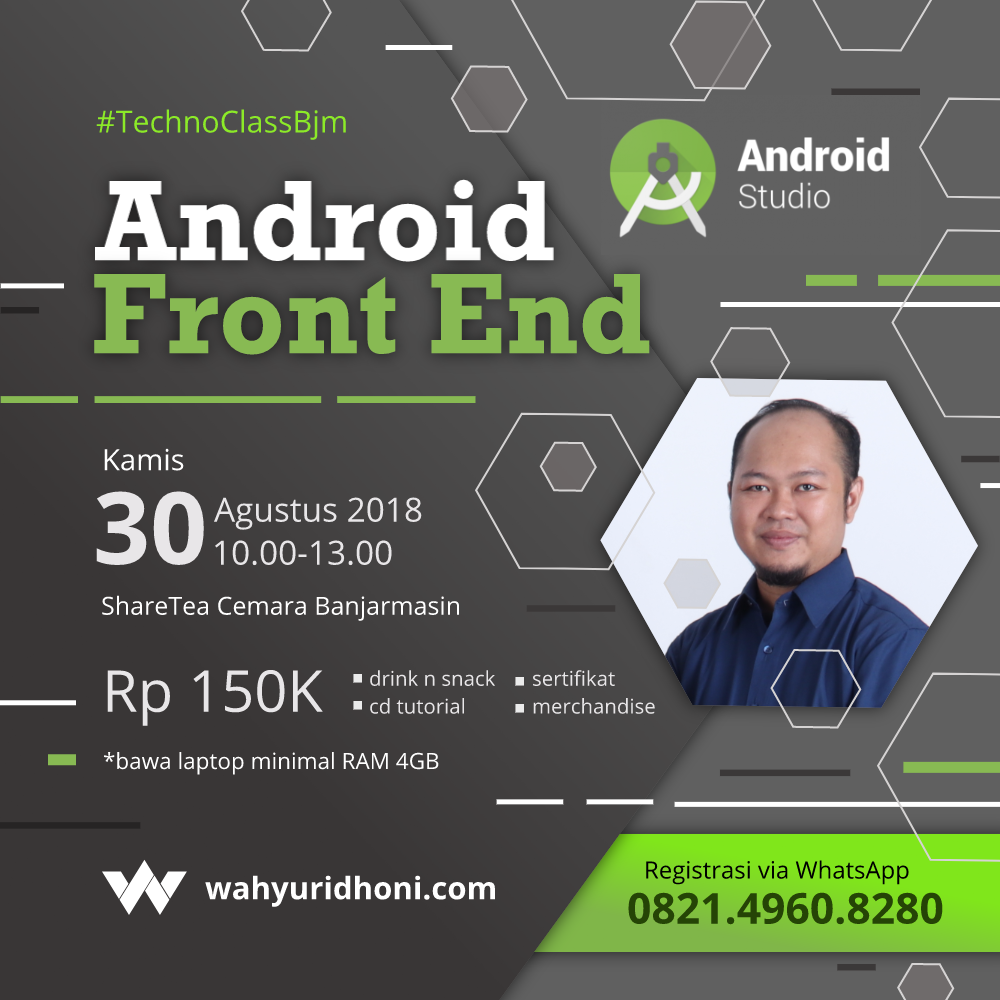 #TechnoClassBjm
Android
Studio
Android
Front End
Kamis
30 Agustus 2018
10.00-13.00
ShareTea Cemara Banjarmasin
Rp 150K
drink n snack
cd tutorial
sertifikat
merchandise
*bawa laptop minimal RAM 4GB
wahyuridhoni.com
Registrasi via WhatsApp
0821.4960.8280